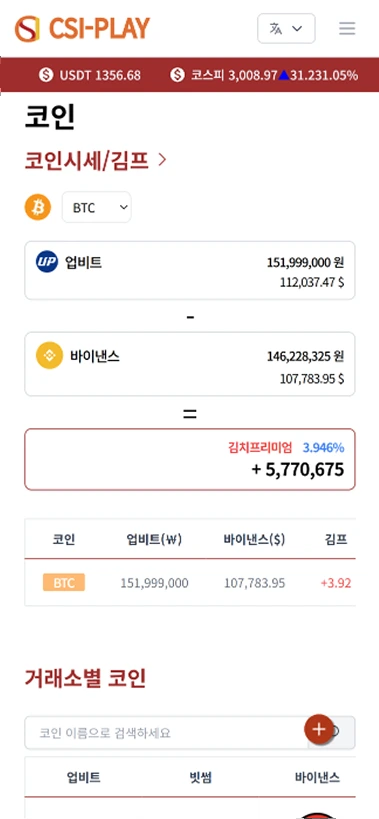 CSI-PLAY
USDT 1356.68 코스피 3,008.97▲31.231.05%
코인
코인시세/김프 >
BTC
UP 업비트 151,999,000 원
112,037.47 $
-
바이낸스 146,228,325 원
107,783.95 $
=
김치프리미엄 3.946%
+ 5,770,675
코인 업비트(₩) 바이낸스($) 김프
BTC 151,999,000 107,783.95 +3.92
거래소별 코인
코인 이름으로 검색하세요
업비트 빗썸 바이낸스